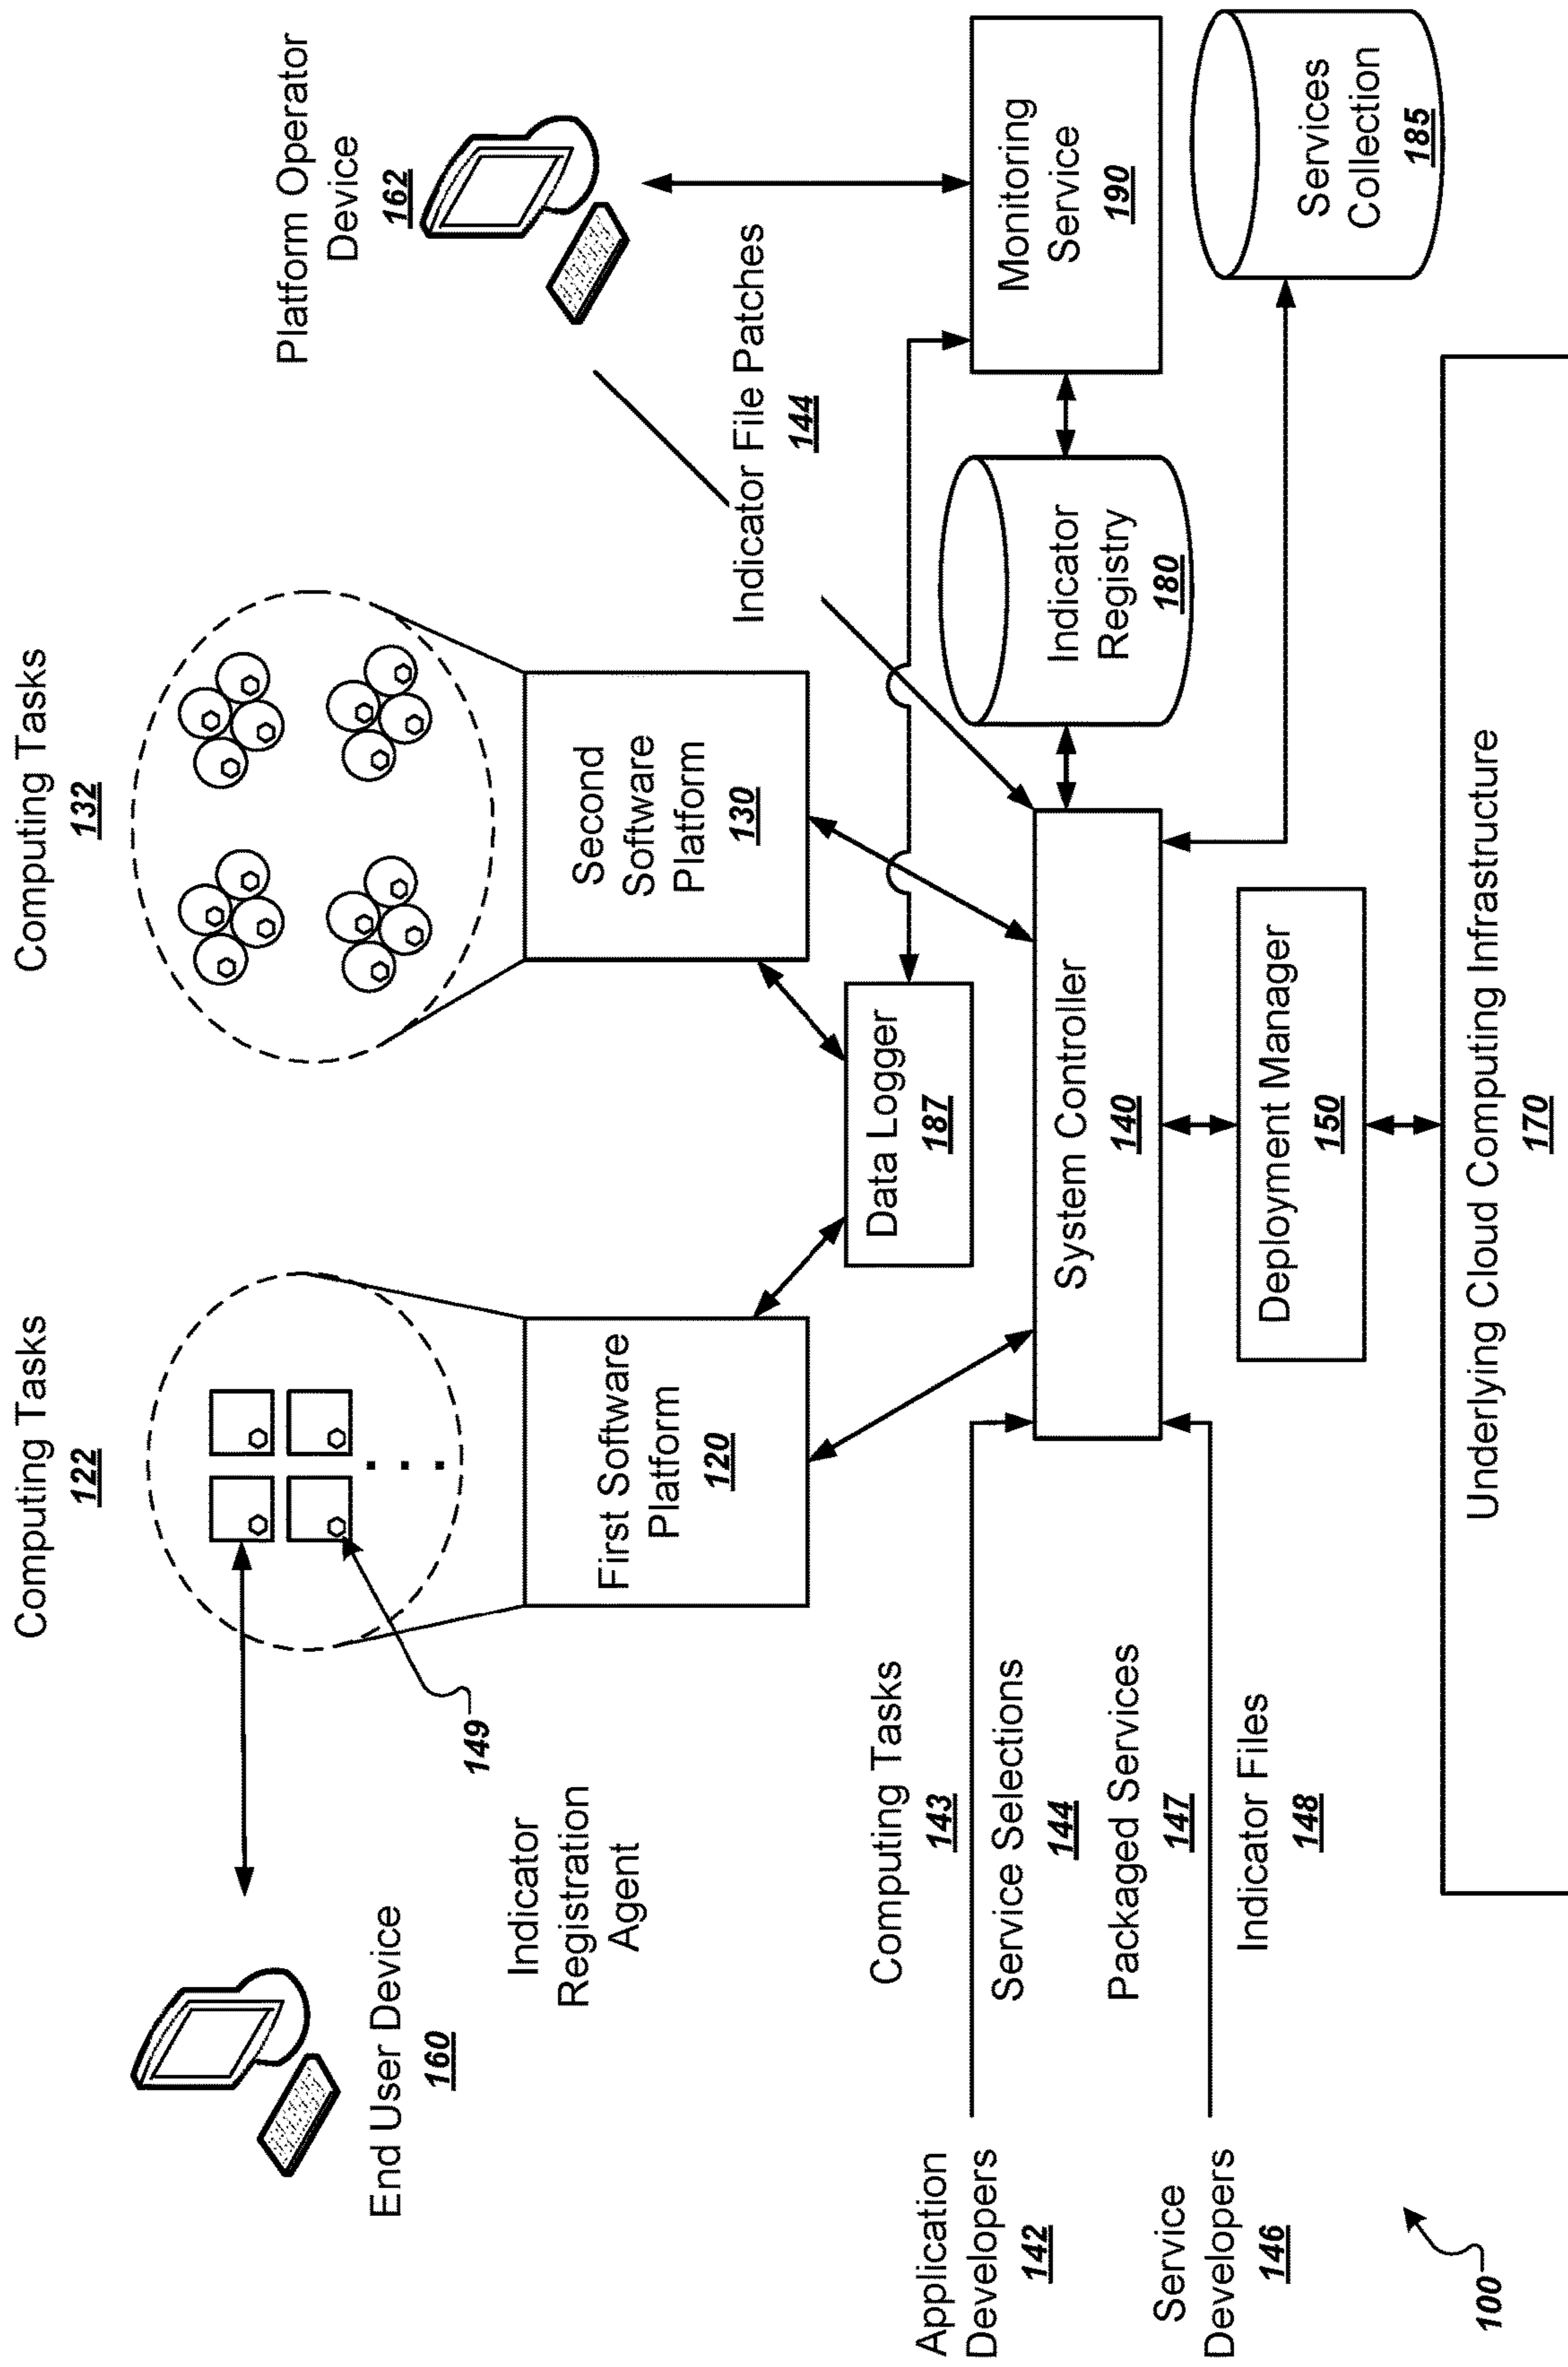 Computing Tasks
122
Computing Tasks
132
Platform Operator
Device
162
End User Device
160
Indicator
Registration
Agent
149
First Software
Platform
120
Second
Software
Platform
130
Indicator File Patches
144
Data Logger
187
Computing Tasks
143
Service Selections
144
Application
Developers
142
System Controller
140
Indicator
Registry
180
Monitoring
Service
190
Packaged Services
147
Indicator Files
148
Service
Developers
146
Deployment Manager
150
Services
Collection
185
Underlying Cloud Computing Infrastructure
170
100